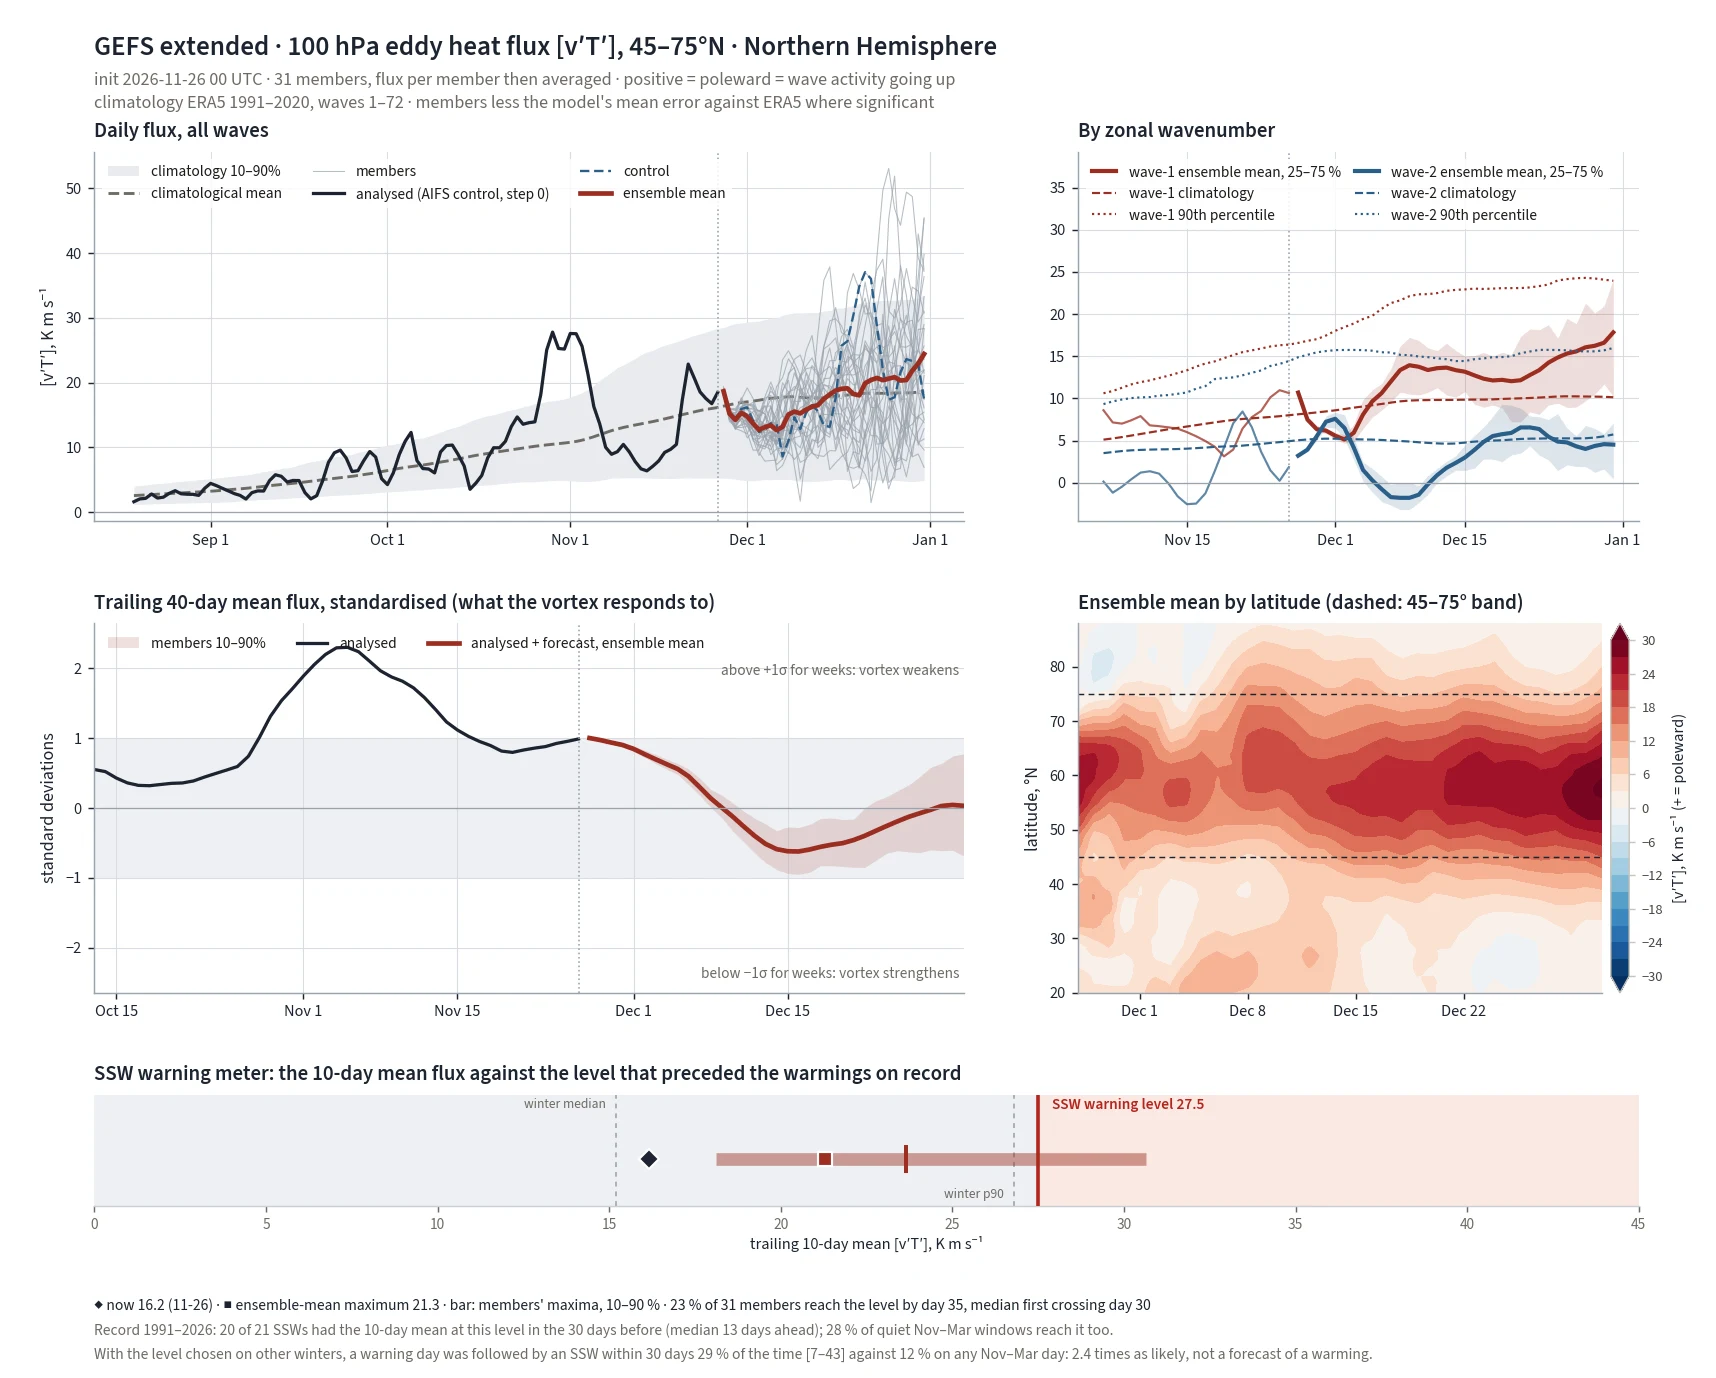 GEFS extended · 100 hPa eddy heat flux [v′T′], 45–75°N · Northern Hemisphere
init 2026-11-26 00 UTC · 31 members, flux per member then averaged · positive = poleward = wave activity going up
climatology ERA5 1991–2020, waves 1–72 · members less the model's mean error against ERA5 where significant
Daily flux, all waves
climatology 10–90%
members
control
climatological mean
analysed (AIFS control, step 0)
ensemble mean
[v′T′], K m s⁻¹
50
40
30
20
10
0
Sep 1
Oct 1
Nov 1
Dec 1
Jan 1
By zonal wavenumber
wave-1 ensemble mean, 25–75 %
wave-2 ensemble mean, 25–75 %
wave-1 climatology
wave-2 climatology
wave-1 90th percentile
wave-2 90th percentile
35
30
25
20
15
10
5
0
Nov 15
Dec 1
Dec 15
Jan 1
Trailing 40-day mean flux, standardised (what the vortex responds to)
members 10–90%
analysed
analysed + forecast, ensemble mean
above +1σ for weeks: vortex weakens
below −1σ for weeks: vortex strengthens
standard deviations
2
1
0
−1
−2
Oct 15
Nov 1
Nov 15
Dec 1
Dec 15
Ensemble mean by latitude (dashed: 45–75° band)
latitude, °N
80
70
60
50
40
30
20
Dec 1
Dec 8
Dec 15
Dec 22
30
24
18
12
6
0
−6
−12
−18
−24
−30
[v′T′], K m s⁻¹ (+ = poleward)
SSW warning meter: the 10-day mean flux against the level that preceded the warmings on record
winter median
SSW warning level 27.5
winter p90
0
5
10
15
20
25
30
35
40
45
trailing 10-day mean [v′T′], K m s⁻¹
◆ now 16.2 (11-26) · ■ ensemble-mean maximum 21.3 · bar: members' maxima, 10–90 % · 23 % of 31 members reach the level by day 35, median first crossing day 30
Record 1991–2026: 20 of 21 SSWs had the 10-day mean at this level in the 30 days before (median 13 days ahead); 28 % of quiet Nov–Mar windows reach it too.
With the level chosen on other winters, a warning day was followed by an SSW within 30 days 29 % of the time [7–43] against 12 % on any Nov–Mar day: 2.4 times as likely, not a forecast of a warming.